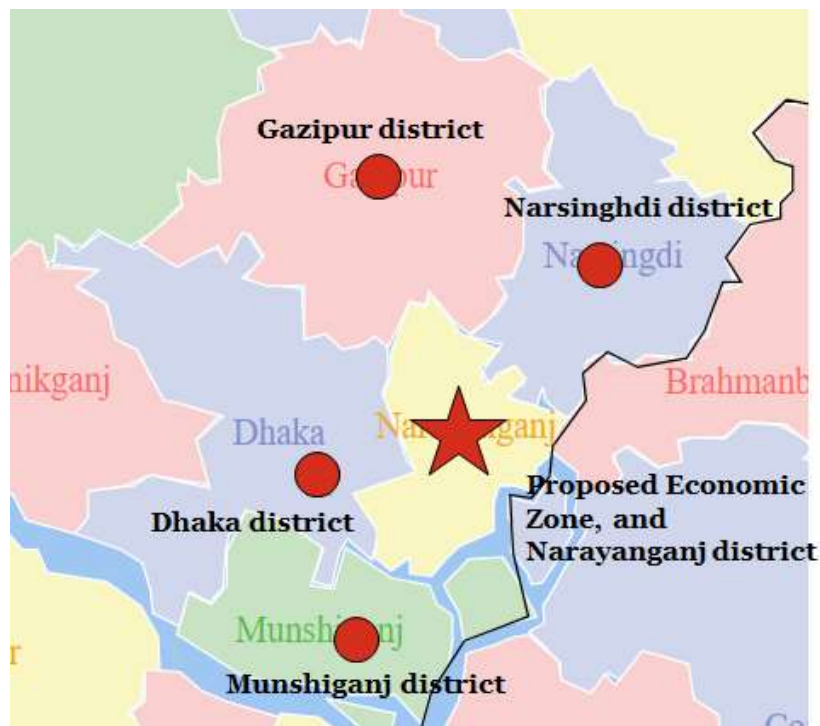 Gazipur district
Narsinghdi district
nikganj
Brahmanb
Dhaka
Dhaka district
Proposed Economic
Zone, and
Narayanganj district
r
Munshiganj district